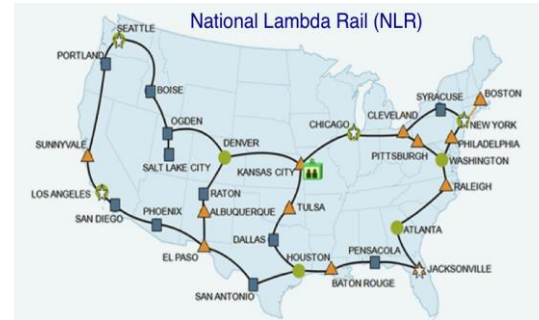 National Lambda Rail (NLR)
SEATTLE
PORTLAND
BOISE
OGDEN
SALT LAKE CITY
SUNNYVALE
LOS ANGELES
SAN DIEGO
PHOENIX
EL PASO
DENVER
RATON
ALBUQUERQUE
KANSAS CITY
TULSA
DALLAS
HOUSTON
SAN ANTONIO
BATON ROUGE
PENSACOLA
JACKSONVILLE
ATLANTA
RALEIGH
WASHINGTON
PHILADELPHIA
PITTSBURGH
NEW YORK
BOSTON
SYRACUSE
CLEVELAND
CHICAGO